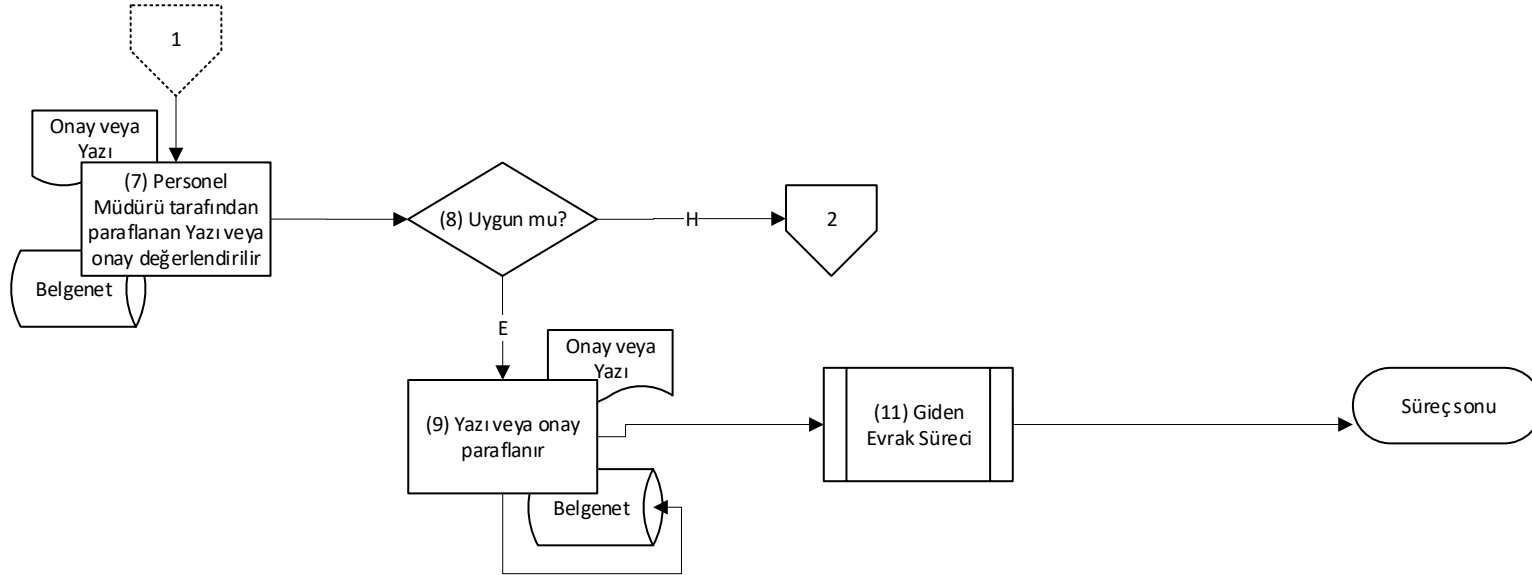 1
Onay veya
Yazı
(7) Personel
Müdürü tarafından
paraflanan Yazı veya
onay değerlendirilir
Belgenet
(8) Uygun mu?
H
2
E
Onay veya
Yazı
(9) Yazı veya onay
paraflanır
Belgenet
(11) Giden
Evrak Süreci
Süreç sonu